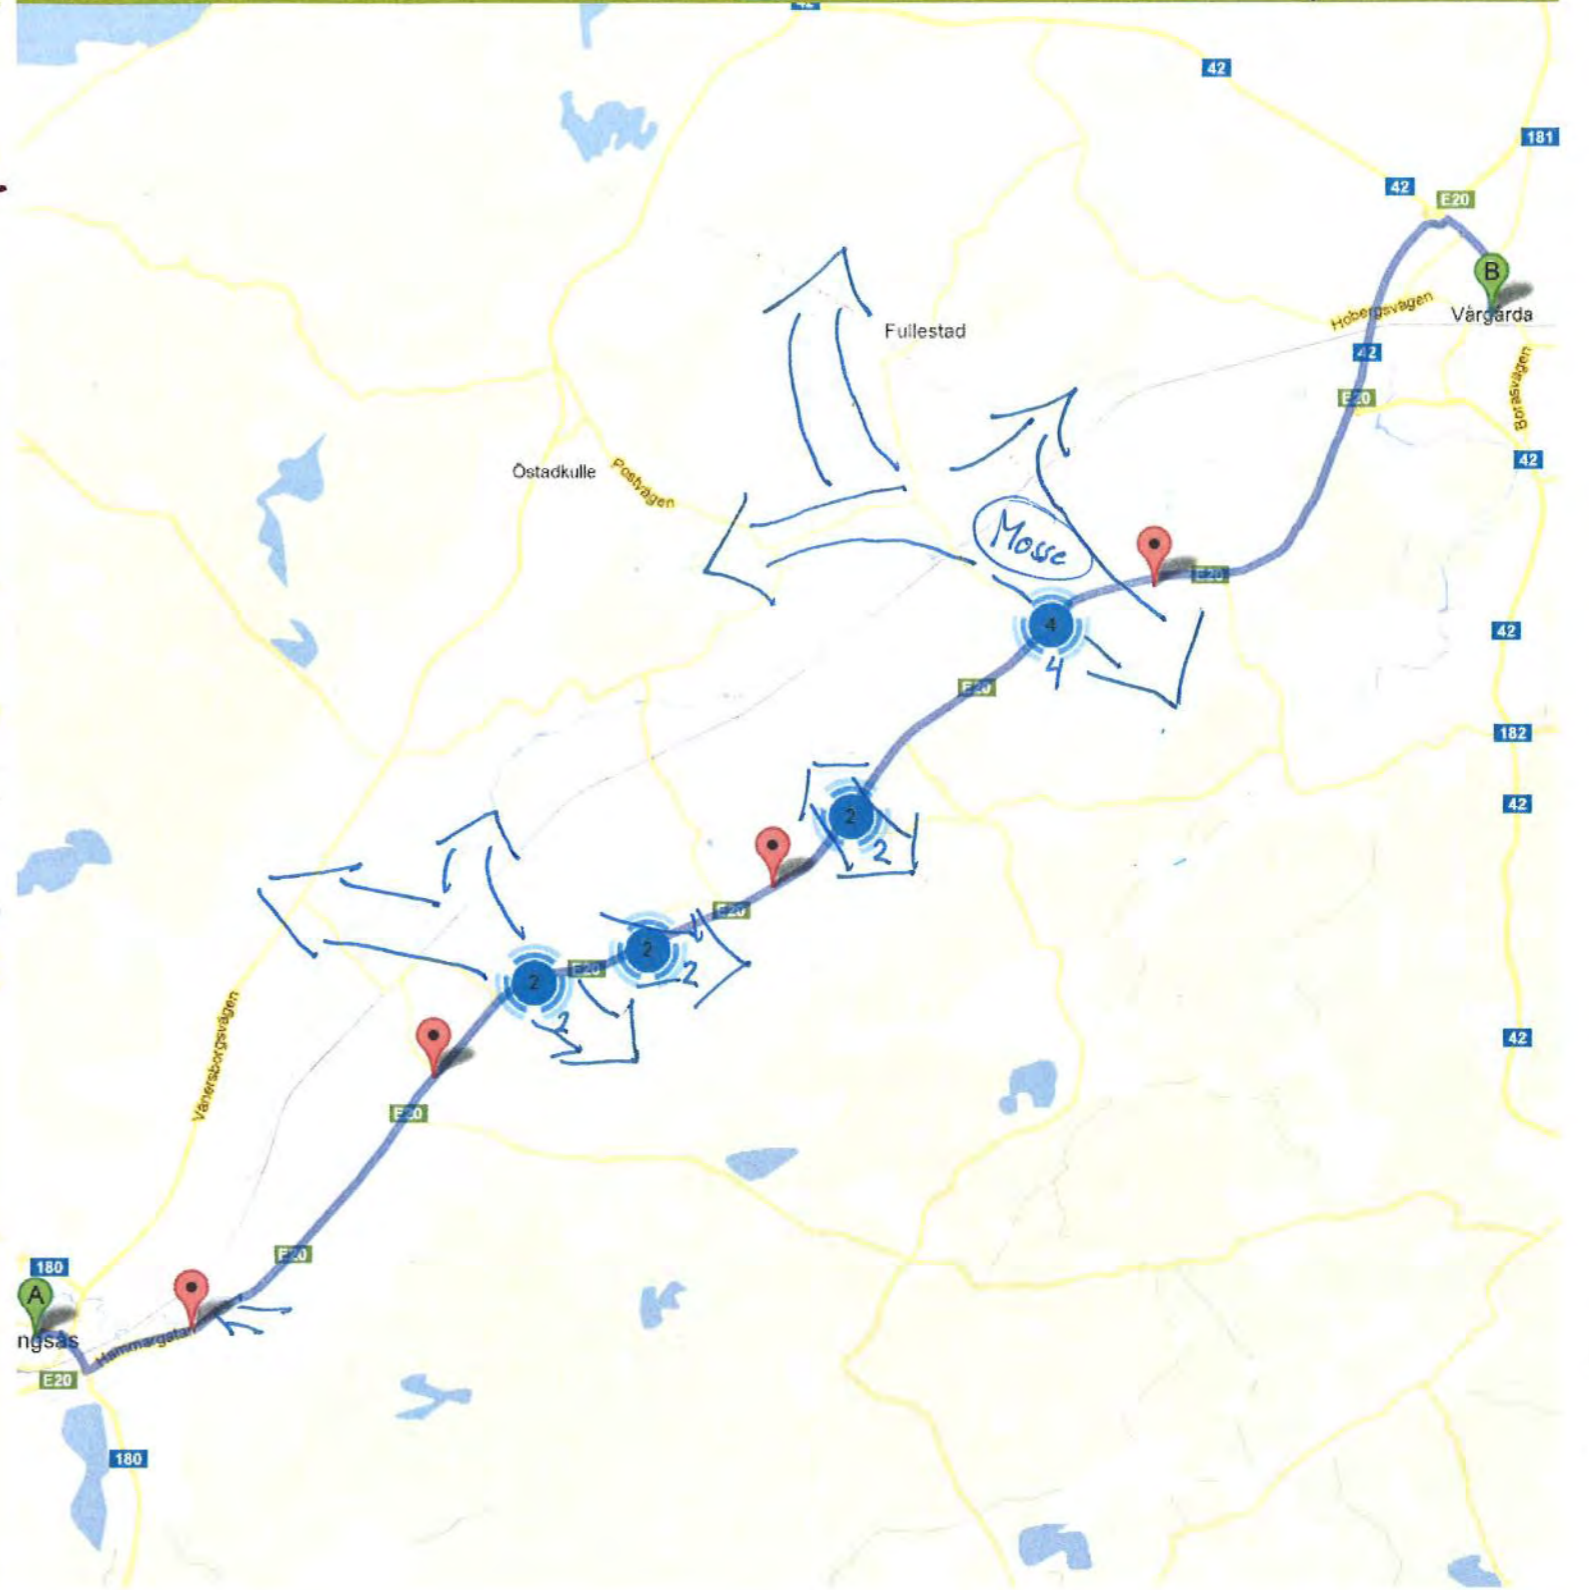 42
42
181
42
E20
B
Hobergsvägen
Vårgårda
Fullestad
42
Boråsvägen
E20
Östadkulle
Postvägen
42
Mosse
E20
4
42
4
E20
182
42
2
2
E20
2
E20
2
2
2
Vänersborgsvägen
42
E20
E20
180
A
ngsås
Hammargatan
E20
180